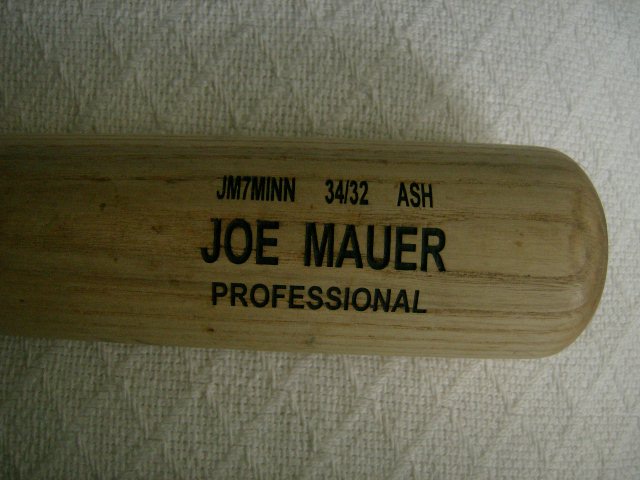 JM7MINN 34/32 ASH
JOE MAUER
PROFESSIONAL